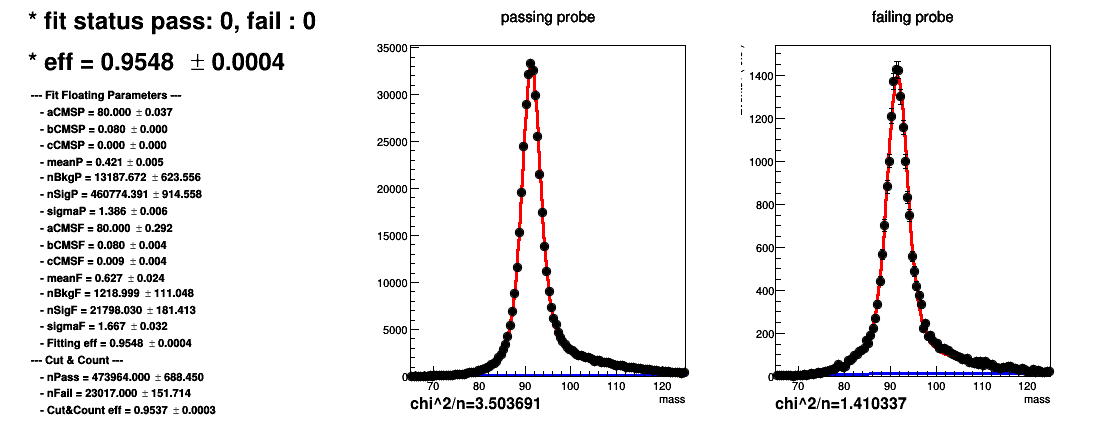 * fit status pass: 0, fail : 0
* eff = 0.9548 ± 0.0004
--- Fit Floating Parameters ---
- aCMSP = 80.000 ± 0.037
- bCMSP = 0.080 ± 0.000
- cCMSP = 0.000 ± 0.000
- meanP = 0.421 ± 0.005
- nBkgP = 13187.672 ± 623.556
- nSigP = 460774.391 ± 914.558
- sigmaP = 1.386 ± 0.006
- aCMSF = 80.000 ± 0.292
- bCMSF = 0.080 ± 0.004
- cCMSF = 0.009 ± 0.004
- meanF = 0.627 ± 0.024
- nBkgF = 1218.999 ± 111.048
- nSigF = 21798.030 ± 181.413
- sigmaF = 1.667 ± 0.032
- Fitting eff = 0.9548 ± 0.0004
--- Cut & Count ---
- nPass = 473964.000 ± 688.450
- nFail = 23017.000 ± 151.714
- Cut&Count eff = 0.9537 ± 0.0003
passing probe
35000
30000
25000
20000
15000
10000
5000
0
70 80 90 100 110 120
mass
chi^2/n=3.503691
failing probe
1400
1200
1000
800
600
400
200
0
70 80 90 100 110 120
mass
chi^2/n=1.410337